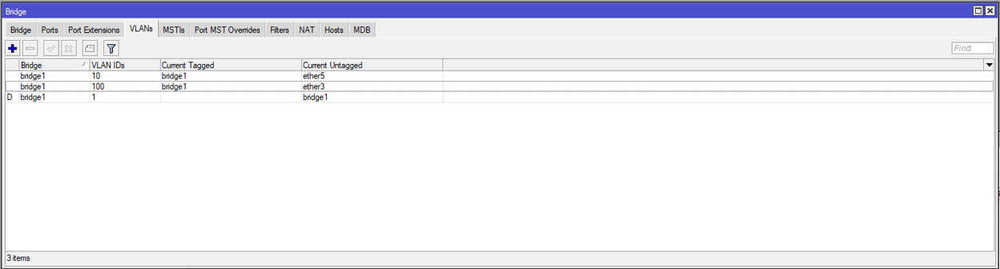 Bridge
Bridge Ports Port Extensions VLANs MSTIs Port MST Overrides Filters NAT Hosts MDB
Find
Bridge VLAN IDs Current Tagged Current Untagged
bridge1 10 bridge1 ether5
bridge1 100 bridge1 ether3
D bridge1 1 bridge1
3 items